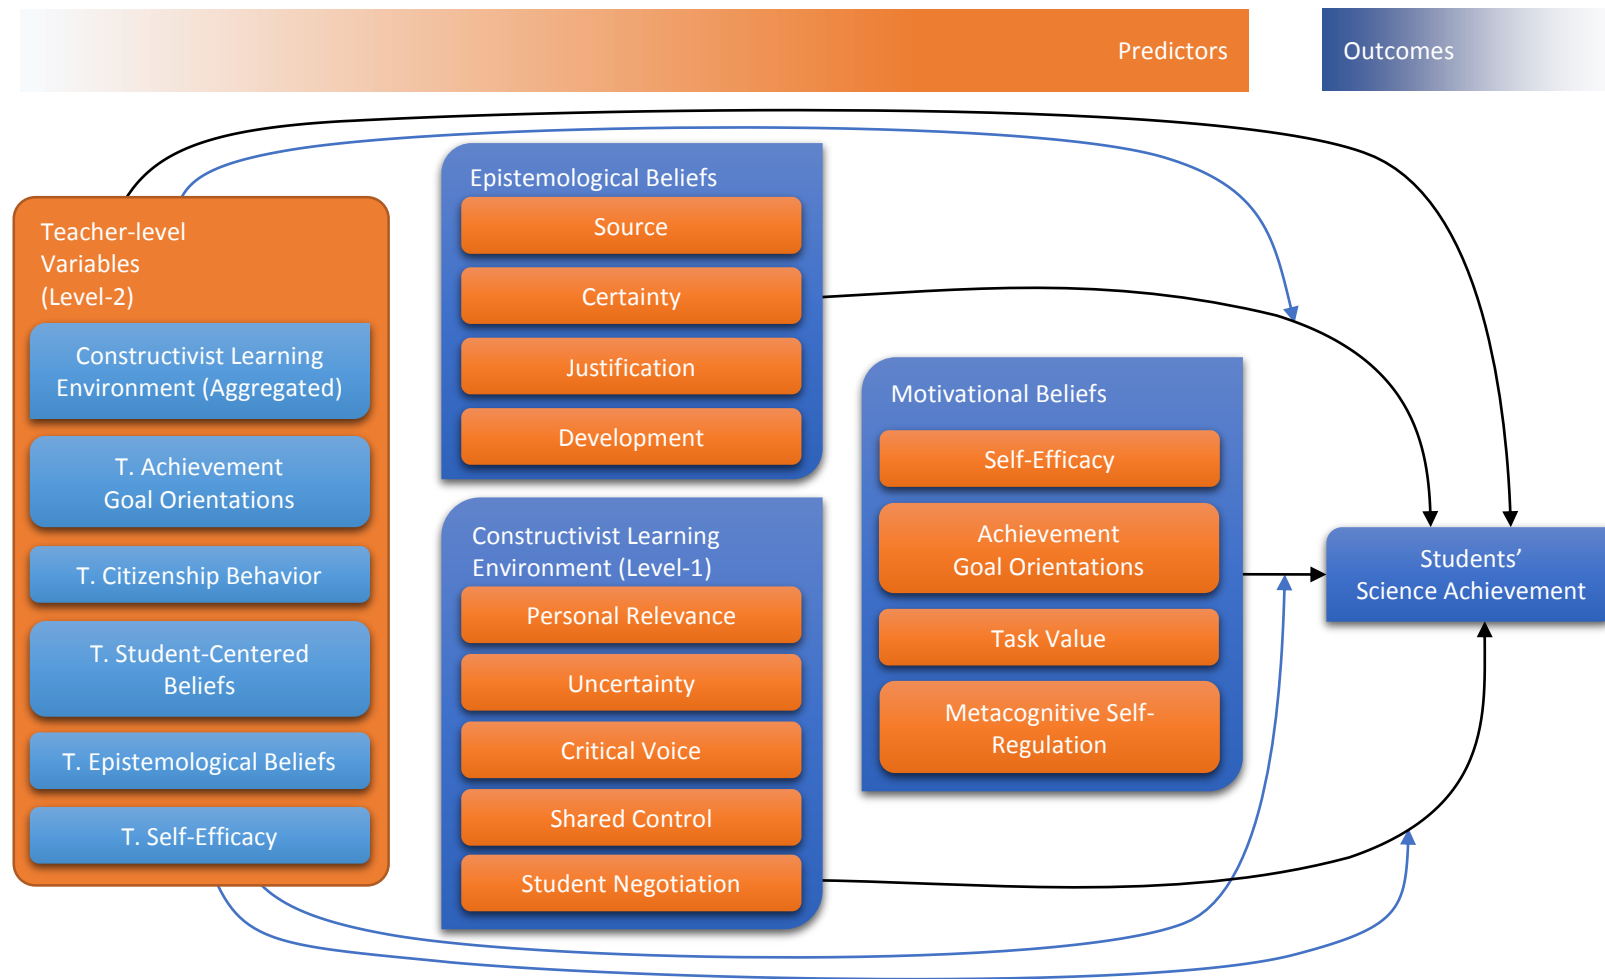 Predictors
Outcomes
Teacher-level
Variables
(Level-2)
Constructivist Learning
Environment (Aggregated)
T. Achievement
Goal Orientations
T. Citizenship Behavior
T. Student-Centered
Beliefs
T. Epistemological Beliefs
T. Self-Efficacy
Epistemological Beliefs
Source
Certainty
Justification
Development
Constructivist Learning
Environment (Level-1)
Personal Relevance
Uncertainty
Critical Voice
Shared Control
Student Negotiation
Motivational Beliefs
Self-Efficacy
Achievement
Goal Orientations
Task Value
Metacognitive Self-
Regulation
Students’
Science Achievement